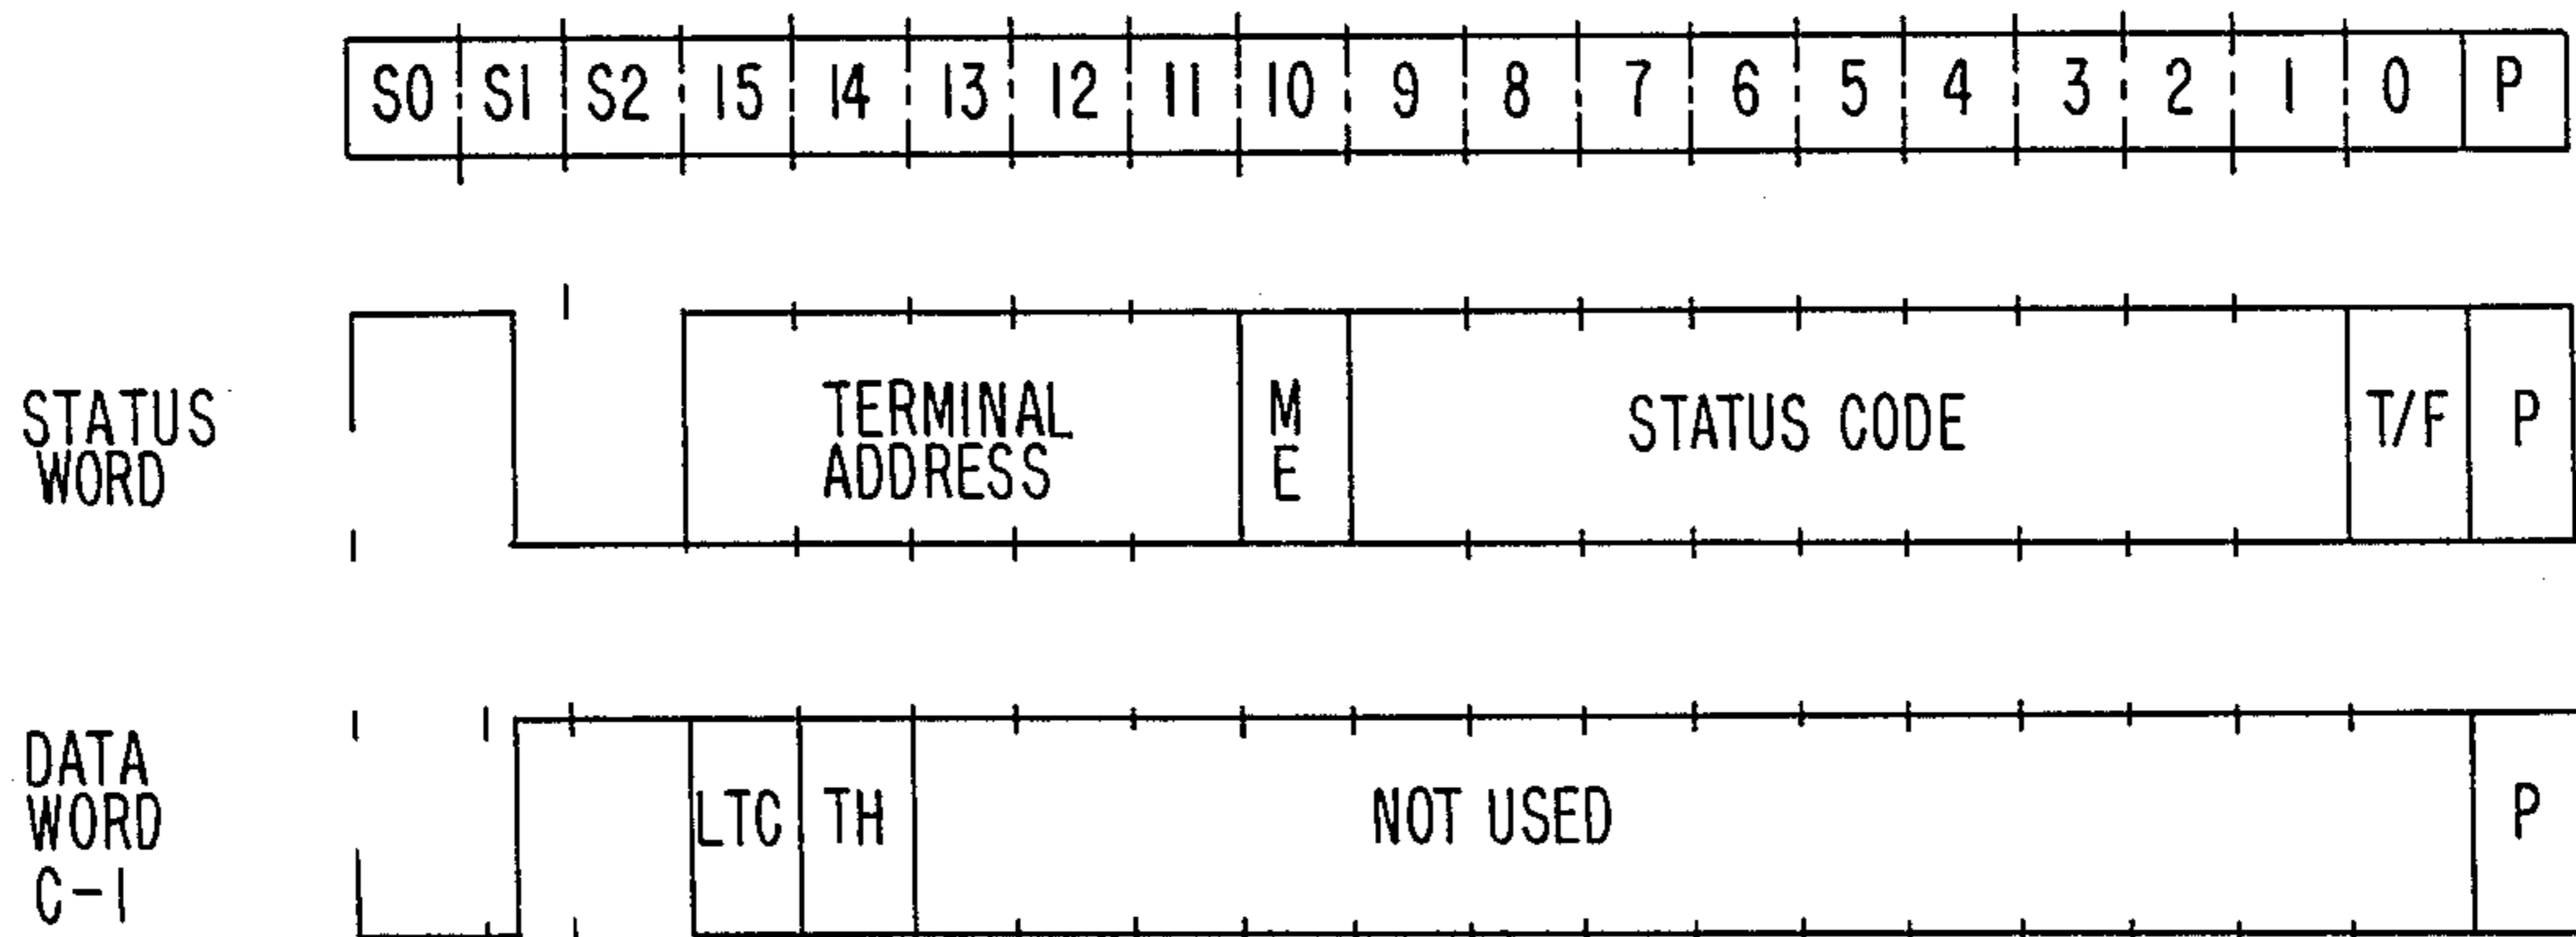 S0 S1 S2 15 14 13 12 11 10 9 8 7 6 5 4 3 2 1 0 P
STATUS
WORD
TERMINAL
ADDRESS
M
E
STATUS CODE
T/F
P
DATA
WORD
C-1
LTC
TH
NOT USED
P